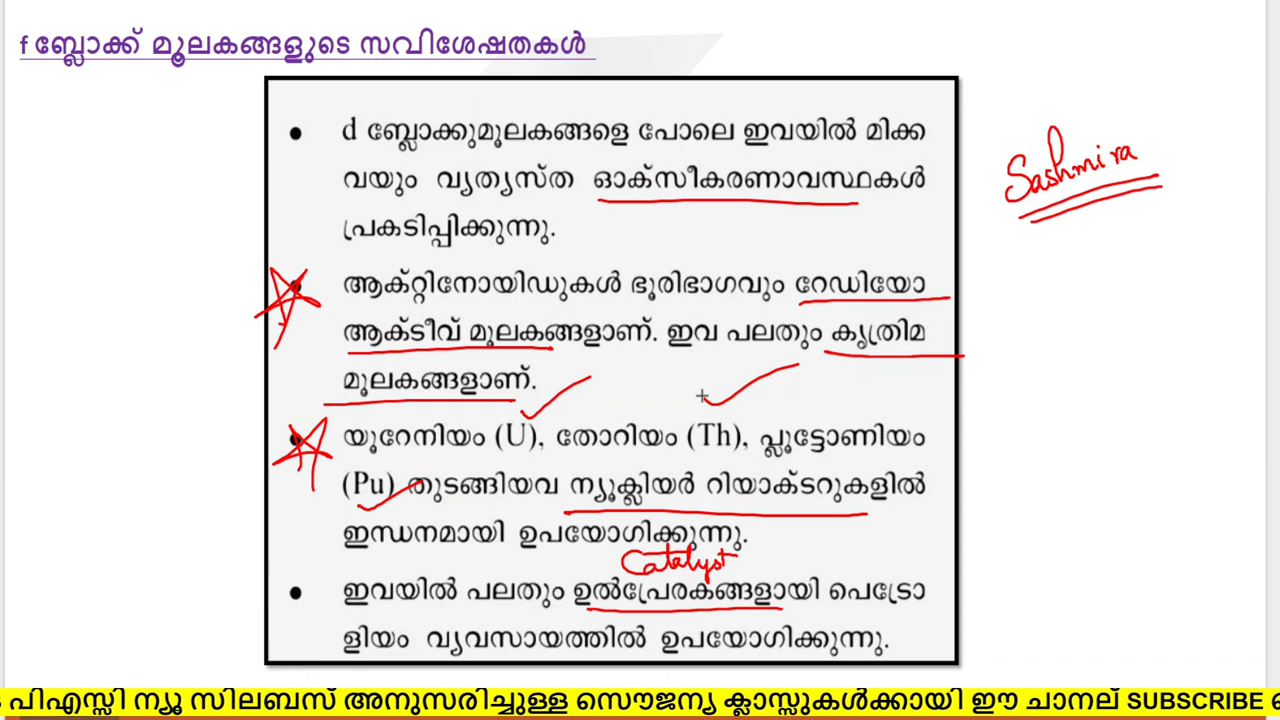 f ബ്ലോക്ക് മൂലകങ്ങളുടെ സവിശേഷതകൾ
• d ബ്ലോക്കുമൂലകങ്ങളെ പോലെ ഇവയിൽ മിക്ക
വയും വ്യത്യസ്ത ഓക്സീകരണാവസ്ഥകൾ
പ്രകടിപ്പിക്കുന്നു.
Sashmira
• ആക്റ്റിനോയിഡുകൾ ഭൂരിഭാഗവും റേഡിയോ
ആക്ടീവ് മൂലകങ്ങളാണ്. ഇവ പലതും കൃത്രിമ
മൂലകങ്ങളാണ്.
• യുറേനിയം (U), തോറിയം (Th), പ്ലൂട്ടോണിയം
(Pu) തുടങ്ങിയവ ന്യൂക്ലിയർ റിയാക്ടറുകളിൽ
ഇന്ധനമായി ഉപയോഗിക്കുന്നു.
Catalyst
• ഇവയിൽ പലതും ഉൽപ്രേരകങ്ങളായി പെട്രോ
ളിയം വ്യവസായത്തിൽ ഉപയോഗിക്കുന്നു.
പിഎസ്സി ന്യൂ സിലബസ് അനുസരിച്ചുള്ള സൌജന്യ ക്ലാസ്സുകൾക്കായി ഈ ചാനല് SUBSCRIBE